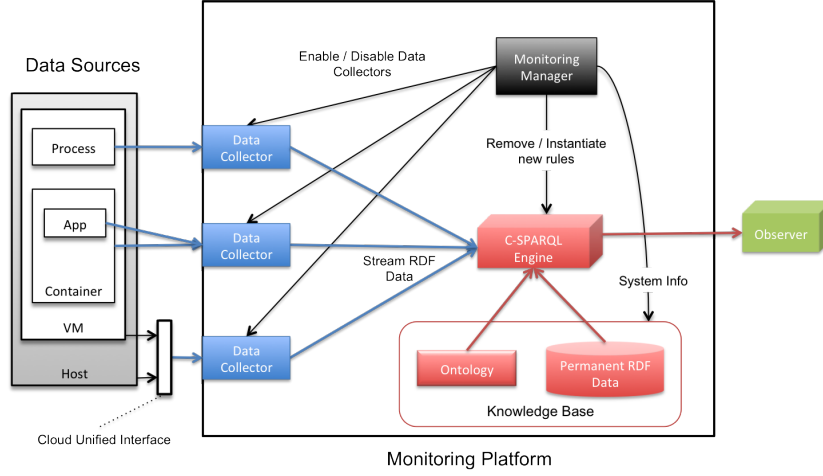 Data Sources
Process
App
Container
VM
Host
Cloud Unified Interface
Enable / Disable Data
Collectors
Monitoring
Manager
Data
Collector
Remove / Instantiate
new rules
Data
Collector
Stream RDF
Data
C-SPARQL
Engine
Observer
System Info
Data
Collector
Ontology
Permanent RDF
Data
Knowledge Base
Monitoring Platform